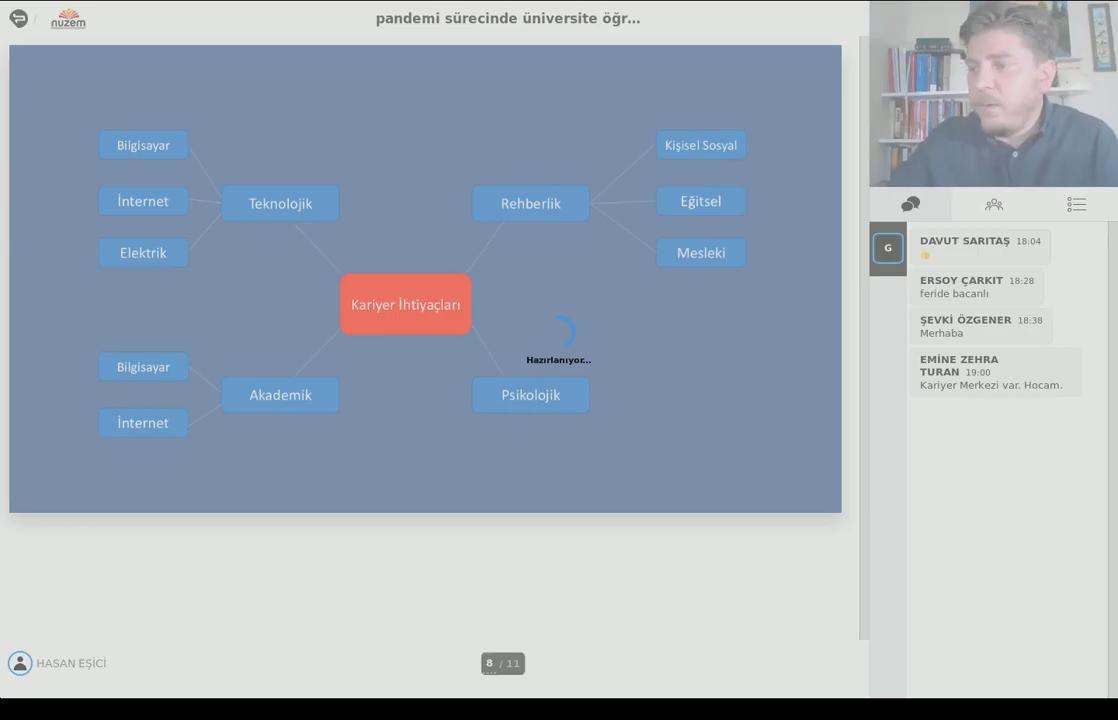 nuzem
pandemi sürecinde üniversite öğr...
Bilgisayar
İnternet
Elektrik
Teknolojik
Rehberlik
Kişisel Sosyal
Eğitsel
Mesleki
Kariyer İhtiyaçları
Hazırlanıyor...
Bilgisayar
İnternet
Akademik
Psikolojik
G
DAVUT SARITAŞ 18:04
ERSOY ÇARKIT 18:28
feride bacanlı
ŞEVKİ ÖZGENER 18:38
Merhaba
EMİNE ZEHRA
TURAN 19:00
Kariyer Merkezi var. Hocam.
HASAN EŞİCİ
8 / 11